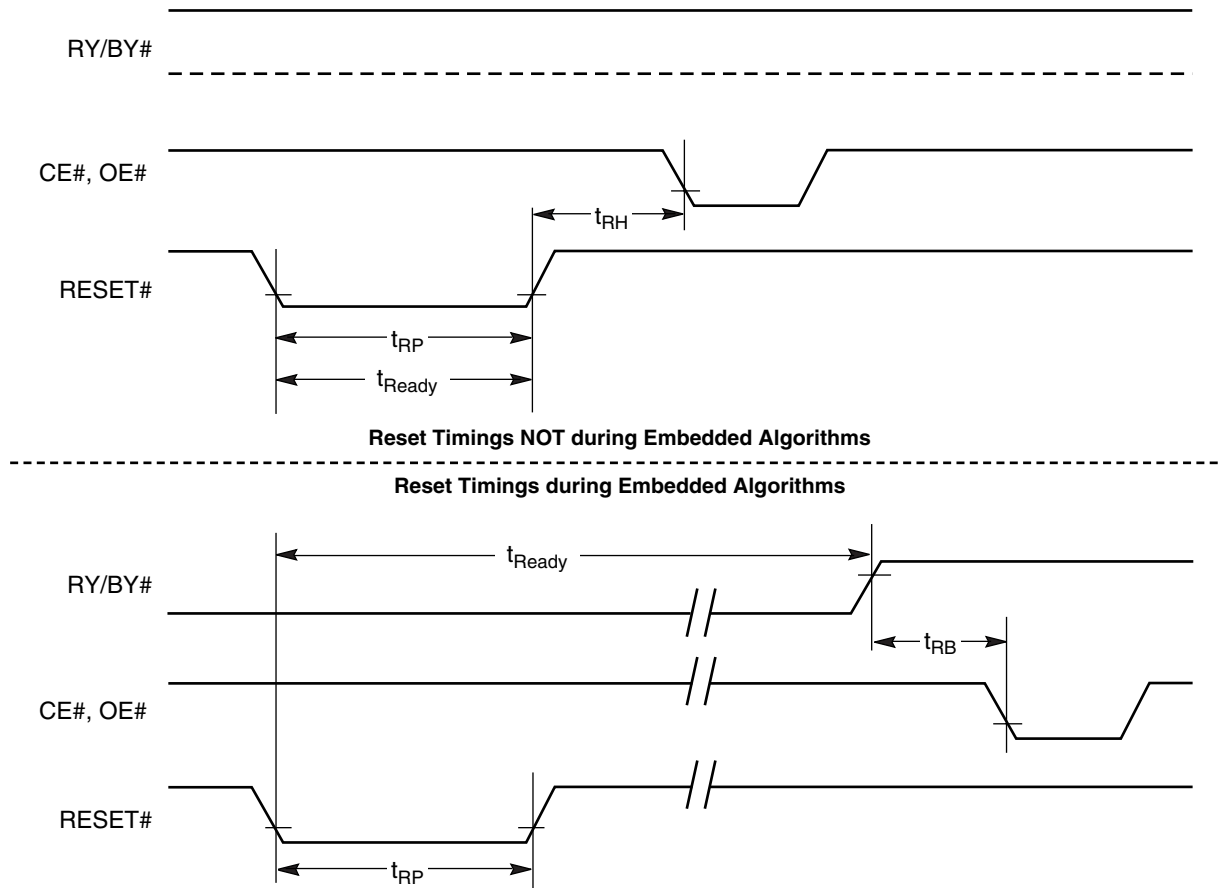 RY/BY#
CE#, OE#
tRH
RESET#
tRP
tReady
Reset Timings NOT during Embedded Algorithms
Reset Timings during Embedded Algorithms
tReady
RY/BY#
tRB
CE#, OE#
RESET#
tRP